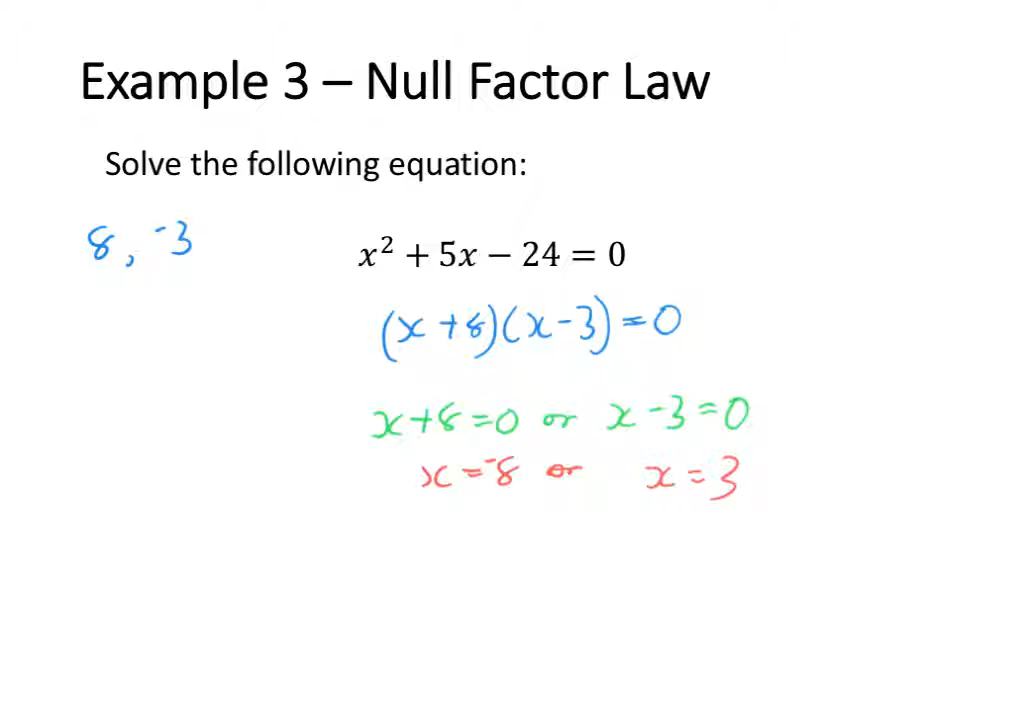 Example 3 – Null Factor Law
Solve the following equation:
8, -3
x² + 5x − 24 = 0
(x+8)(x-3)=0
x+8=0 or x-3=0
x=-8 or x=3